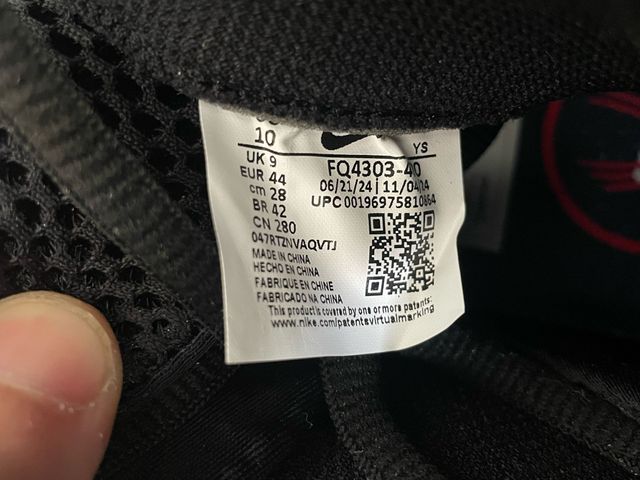 10
YS
UK 9
EUR 44
cm 28
BR 42
CN 280
047RTZNVAQVTJ
FQ4303-40
06/21/24 | 11/04/24
UPC 00196975810864
MADE IN CHINA
HECHO EN CHINA
FABRIQUE EN CHINE
FABRICADO NA CHINA
This product is covered by one or more patents:
www.nike.com/patentsvirtualmarking